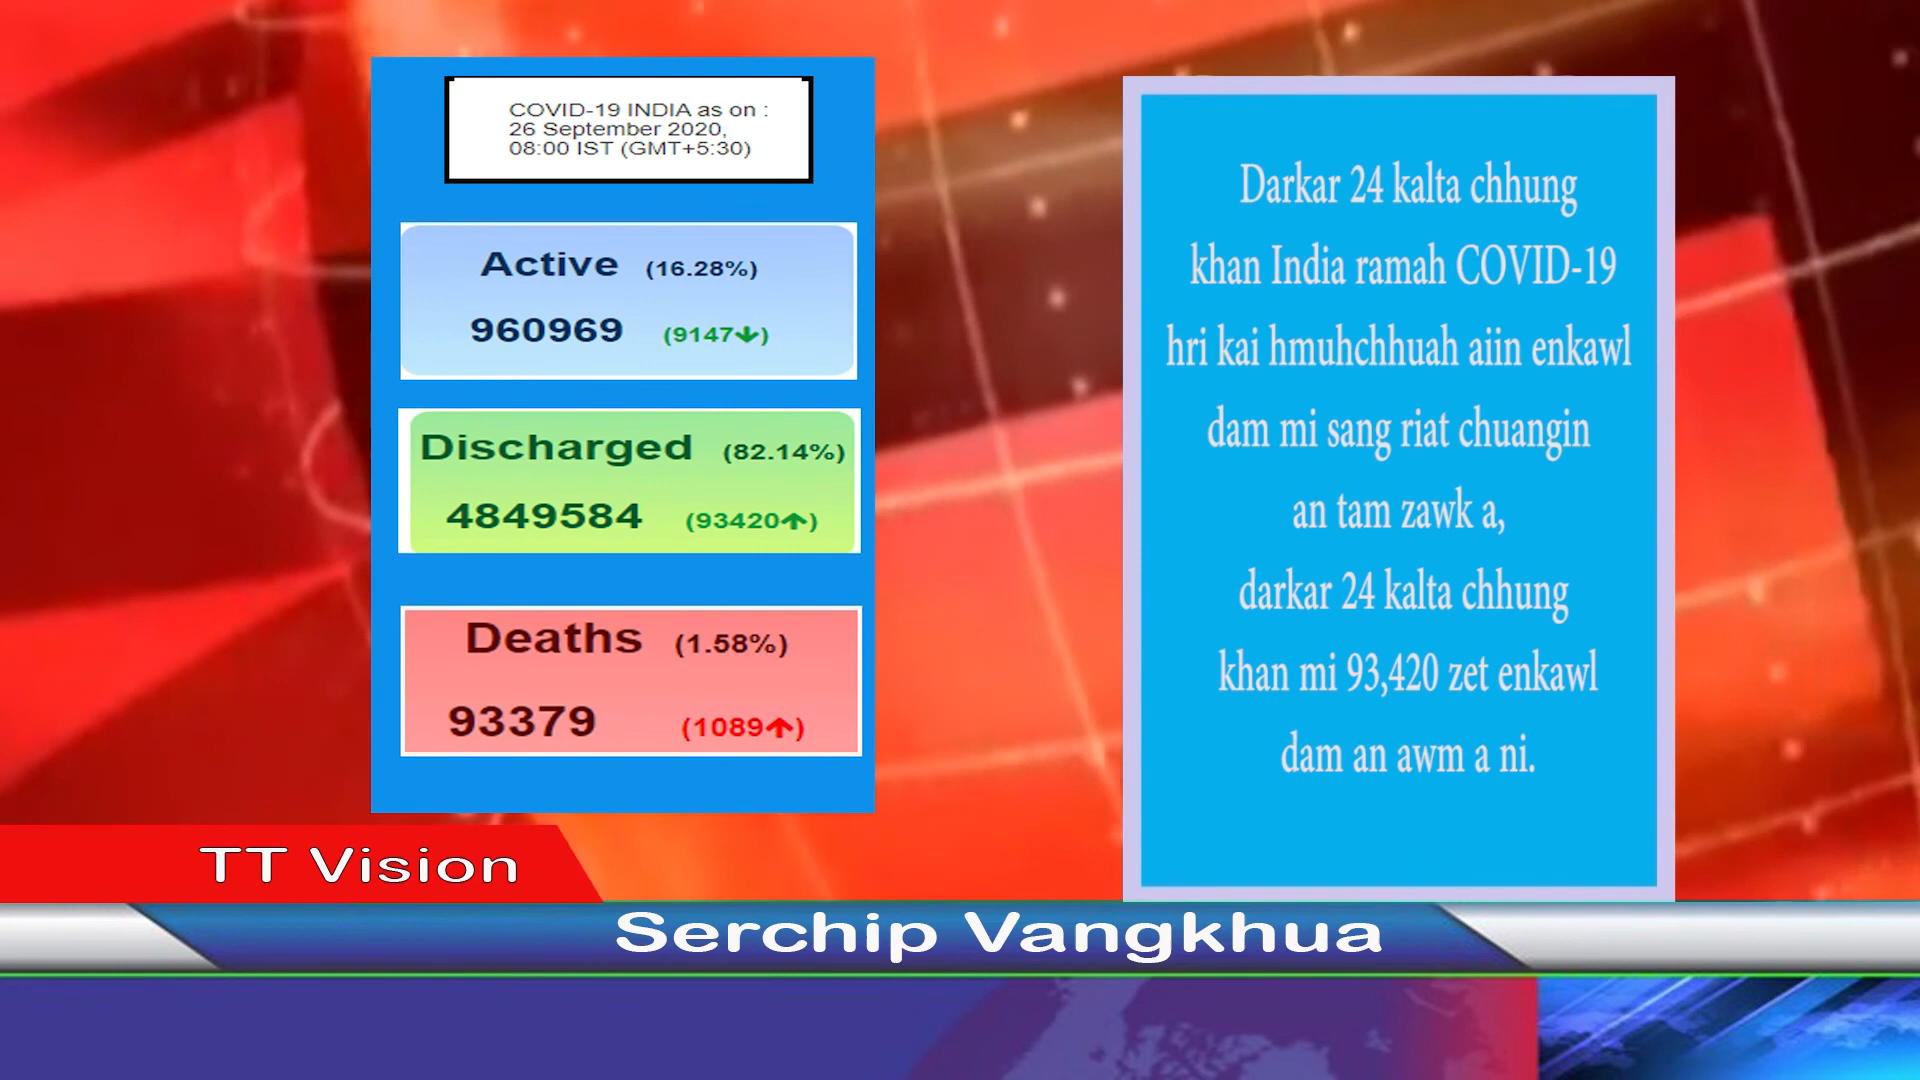 COVID-19 INDIA as on :
26 September 2020,
08:00 IST (GMT+5:30)
Active (16.28%)
960969 (9147↓)
Discharged (82.14%)
4849584 (93420↑)
Deaths (1.58%)
93379 (1089↑)
Darkar 24 kalta chhung
khan India ramah COVID-19
hri kai hmuhchhuah aiin enkawl
dam mi sang riat chuangin
an tam zawk a,
darkar 24 kalta chhung
khan mi 93,420 zet enkawl
dam an awm a ni.
TT Vision
Serchip Vangkhua